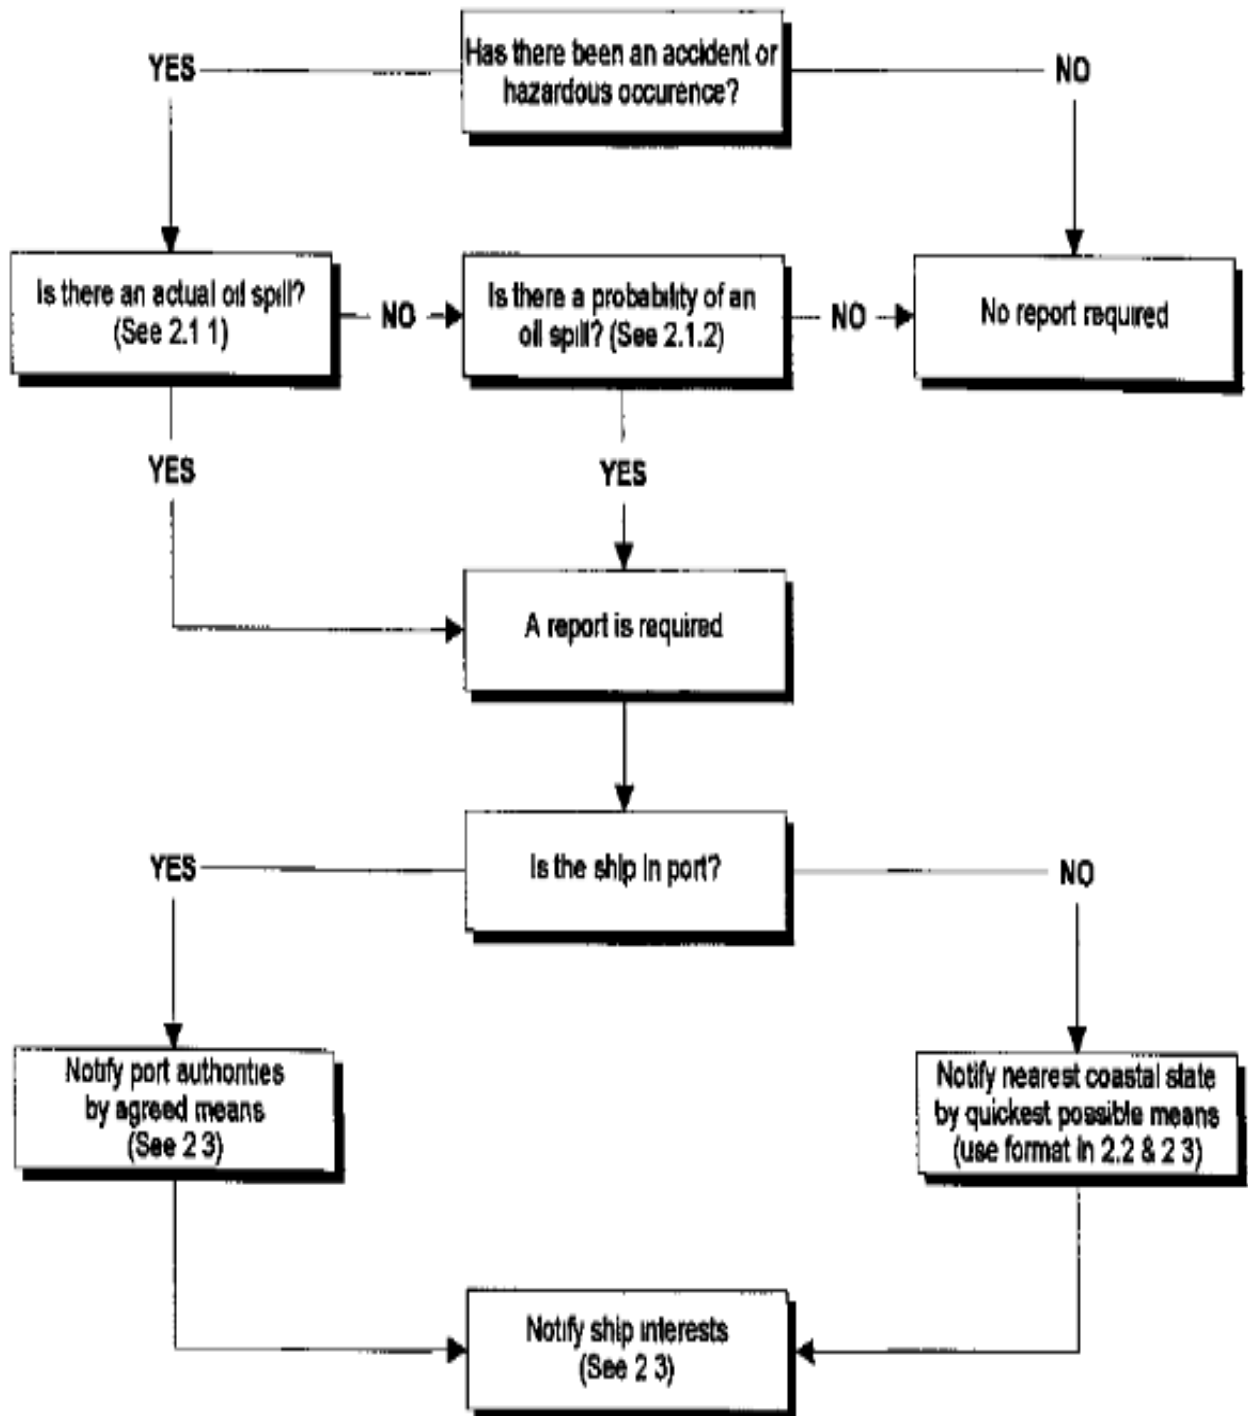 Has there been an accident or
hazardous occurence?
YES
NO
Is there an actual oil spill?
(See 2.1 1)
NO
Is there a probability of an
oil spill? (See 2.1.2)
NO
No report required
YES
YES
A report is required
Is the ship in port?
YES
NO
Notify port authorities
by agreed means
(See 2 3)
Notify nearest coastal state
by quickest possible means
(use format in 2.2 & 2 3)
Notify ship interests
(See 2 3)